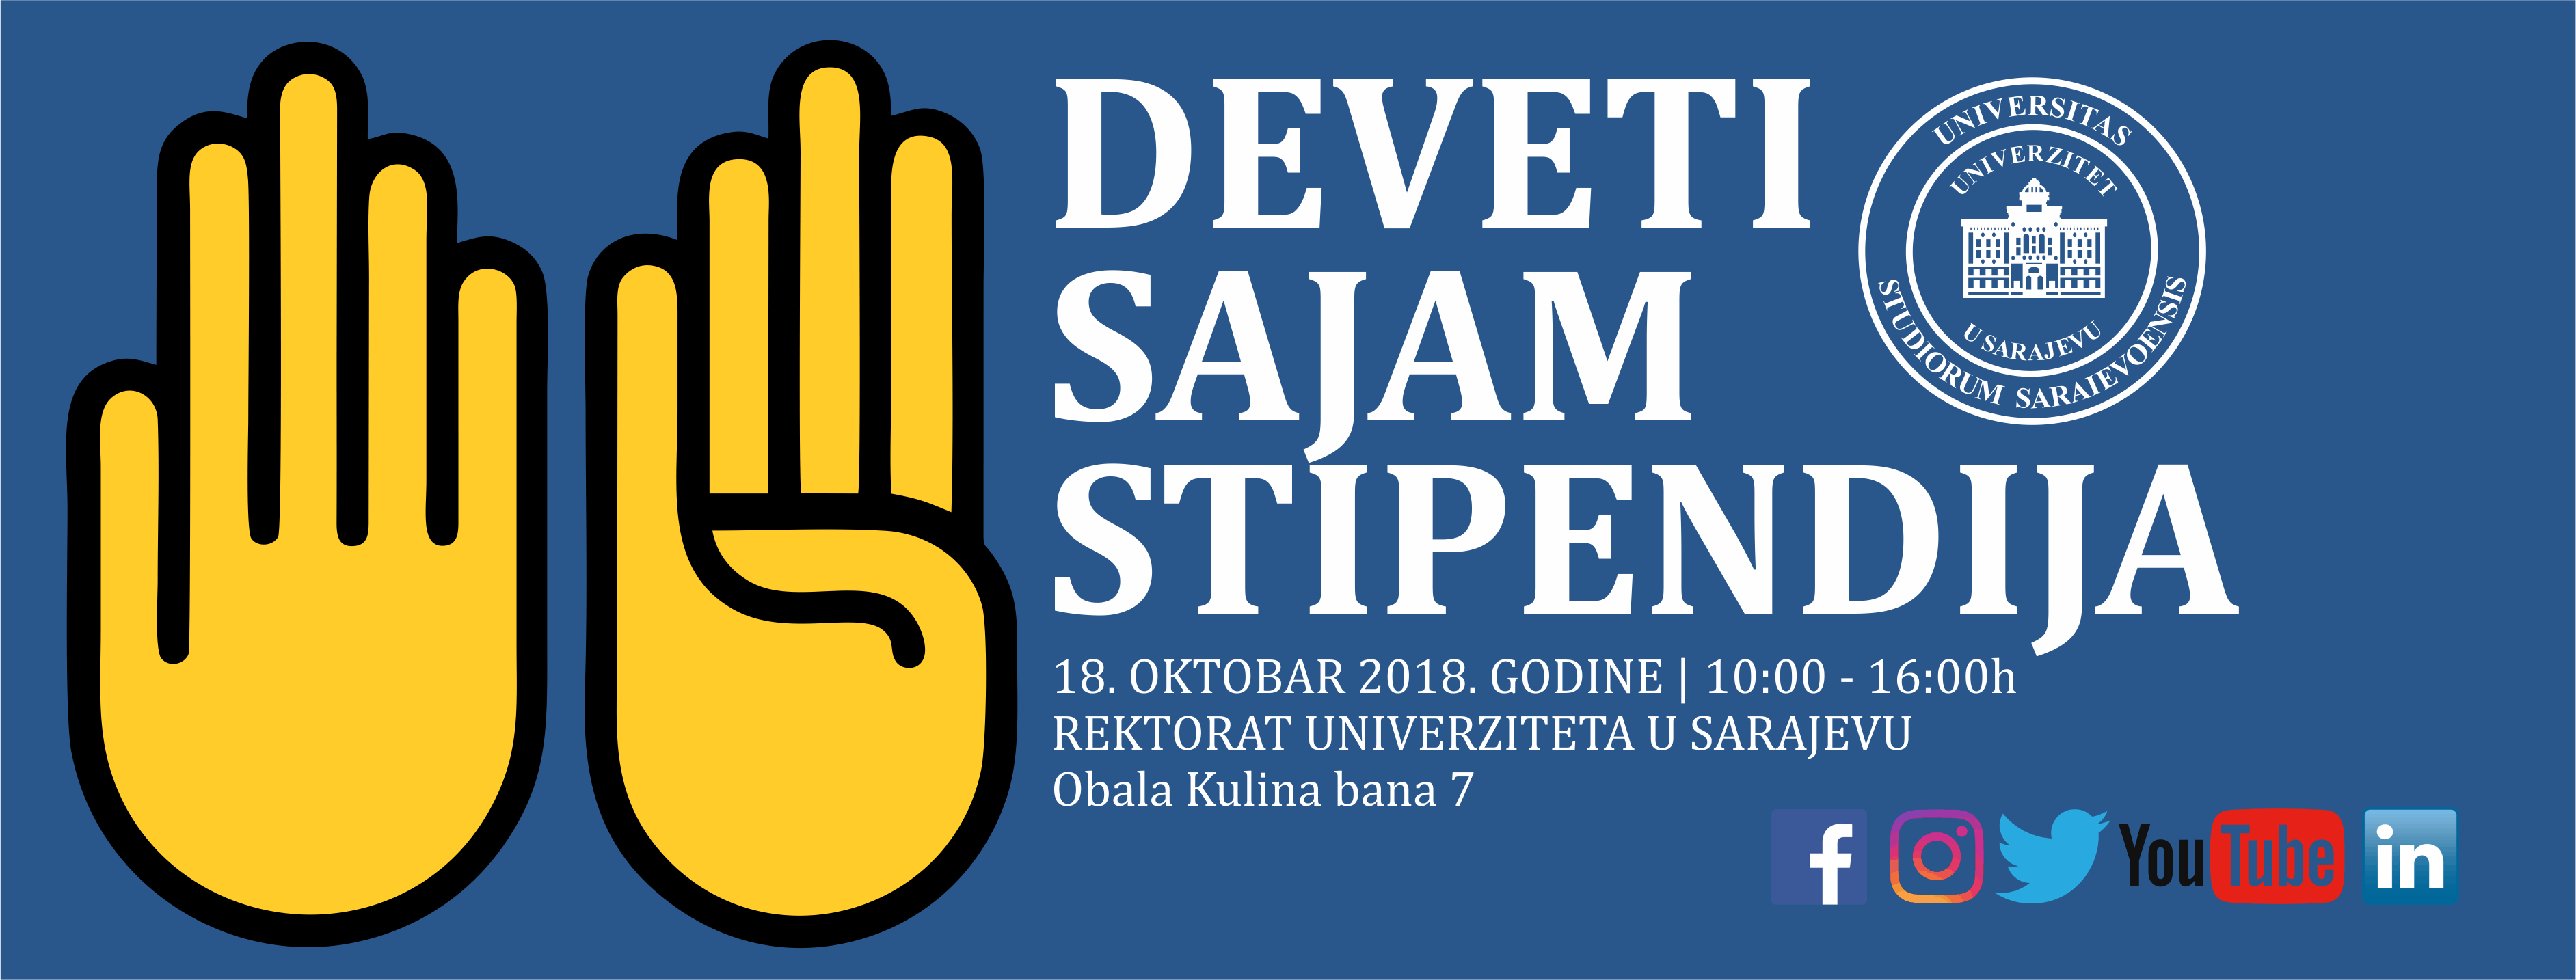 DEVETI
SAJAM
STIPENDIJA
UNIVERSITAS
STUDIORUM SARAIEVOENSIS
UNIVERZITET
U SARAJEVU
18. OKTOBAR 2018. GODINE | 10:00 - 16:00h
REKTORAT UNIVERZITETA U SARAJEVU
Obala Kulina bana 7
f YouTube in